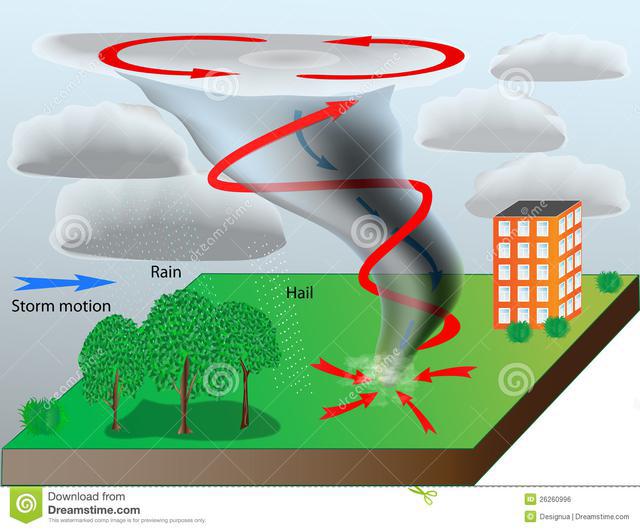 Rain
Hail
Storm motion
Download from
Dreamstime.com
This watermarked comp image is for previewing purposes only.
26260996
Designua | Dreamstime.com